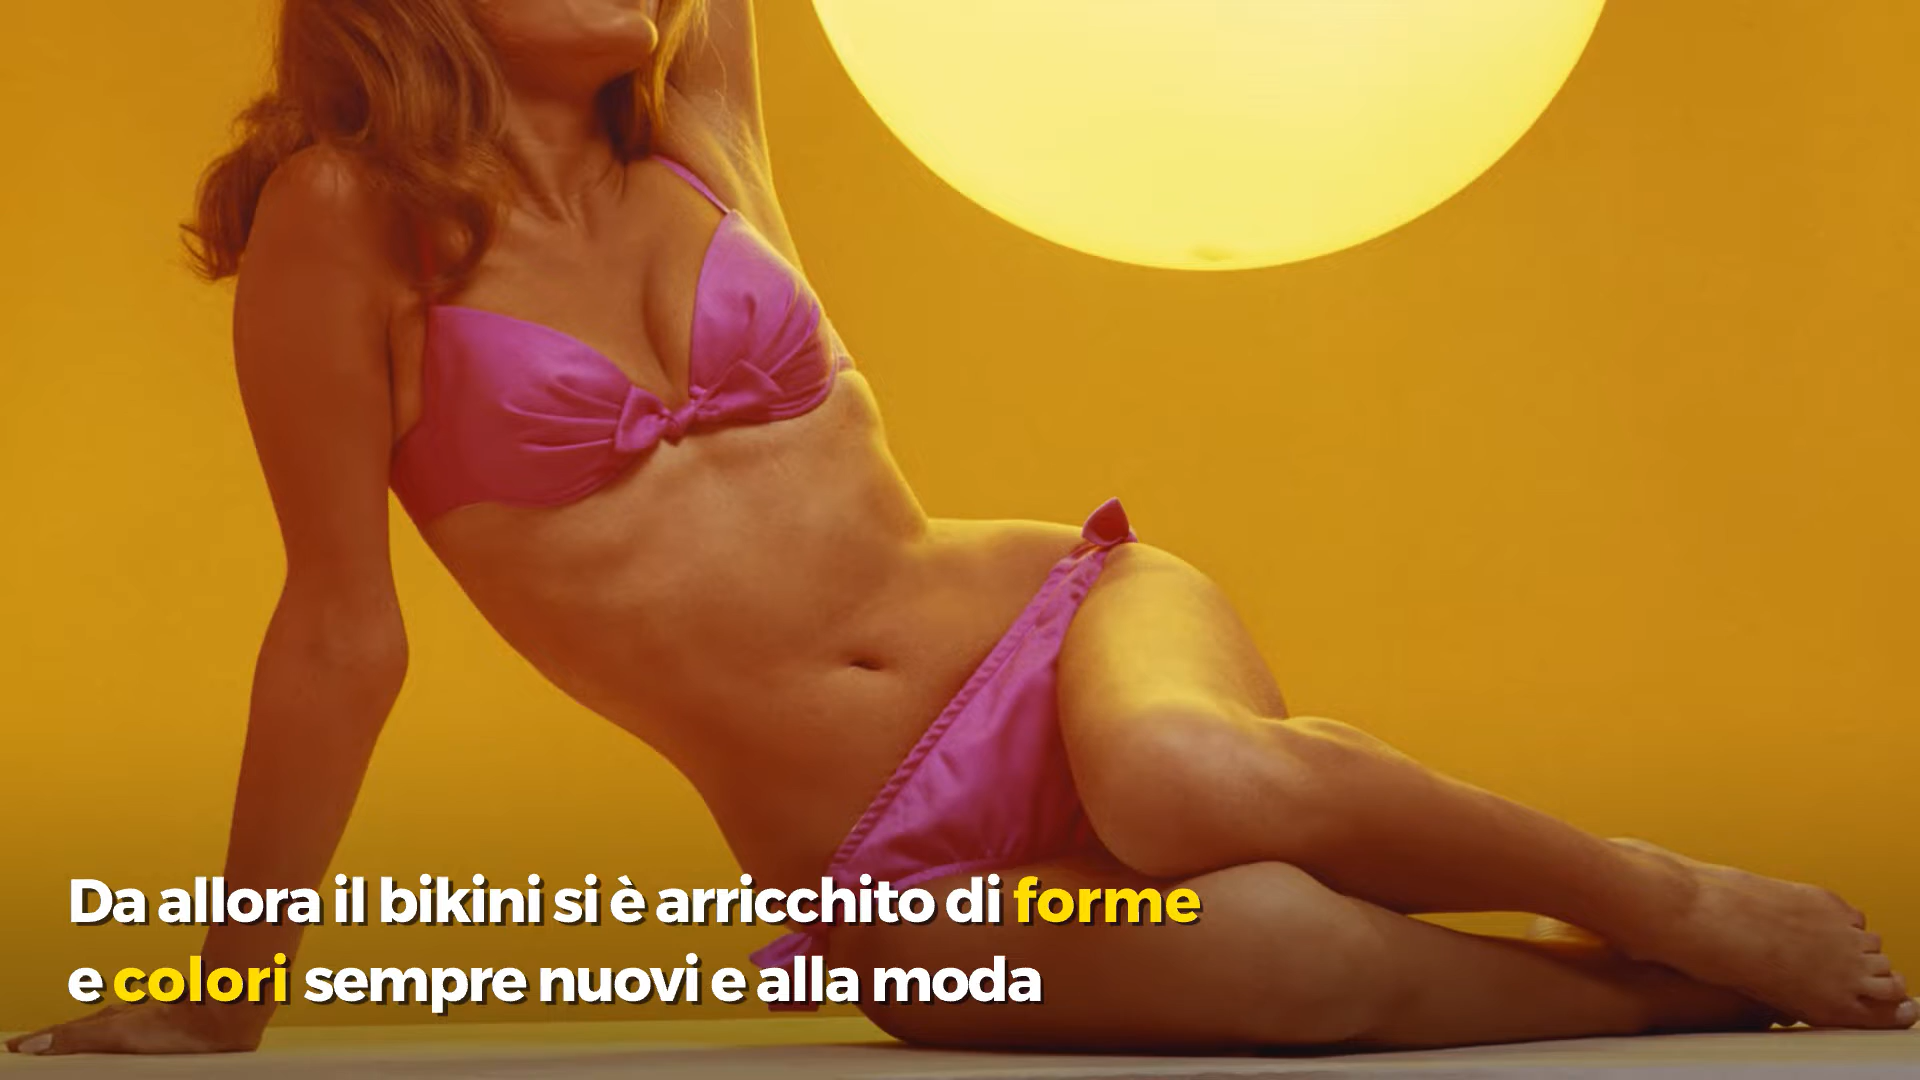 Da allora il bikini si è arricchito di forme
e colori sempre nuovi e alla moda